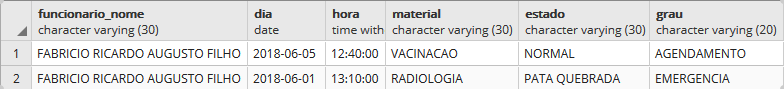 funcionario_nome dia hora material estado grau
character varying (30) date time with character varying (30) character varying (30) character varying (20)
1 FABRICIO RICARDO AUGUSTO FILHO 2018-06-05 12:40:00 VACINACAO NORMAL AGENDAMENTO
2 FABRICIO RICARDO AUGUSTO FILHO 2018-06-01 13:10:00 RADIOLOGIA PATA QUEBRADA EMERGENCIA